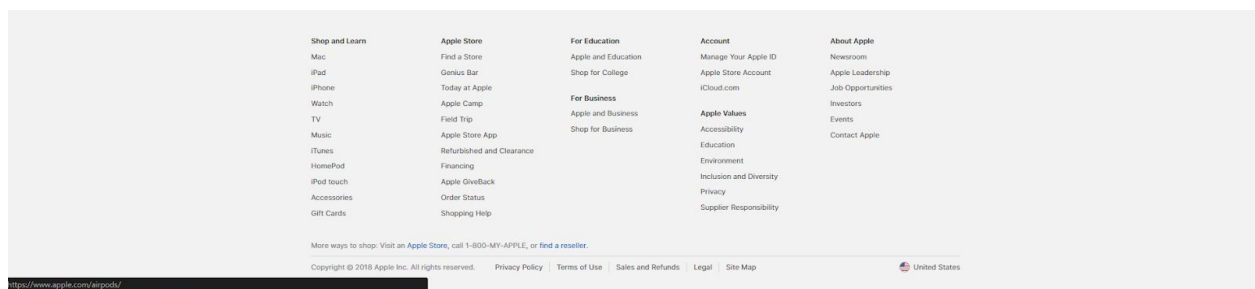 Shop and Learn
Mac
iPad
iPhone
Watch
TV
Music
iTunes
HomePod
iPod touch
Accessories
Gift Cards
Apple Store
Find a Store
Genius Bar
Today at Apple
Apple Camp
Field Trip
Apple Store App
Refurbished and Clearance
Financing
Apple GiveBack
Order Status
Shopping Help
For Education
Apple and Education
Shop for College
For Business
Apple and Business
Shop for Business
Account
Manage Your Apple ID
Apple Store Account
iCloud.com
Apple Values
Accessibility
Education
Environment
Inclusion and Diversity
Privacy
Supplier Responsibility
About Apple
Newsroom
Apple Leadership
Job Opportunities
Investors
Events
Contact Apple
More ways to shop: Visit an Apple Store, call 1-800-MY-APPLE, or find a reseller.
Copyright © 2018 Apple Inc. All rights reserved. Privacy Policy | Terms of Use | Sales and Refunds | Legal | Site Map United States
https://www.apple.com/airpods/